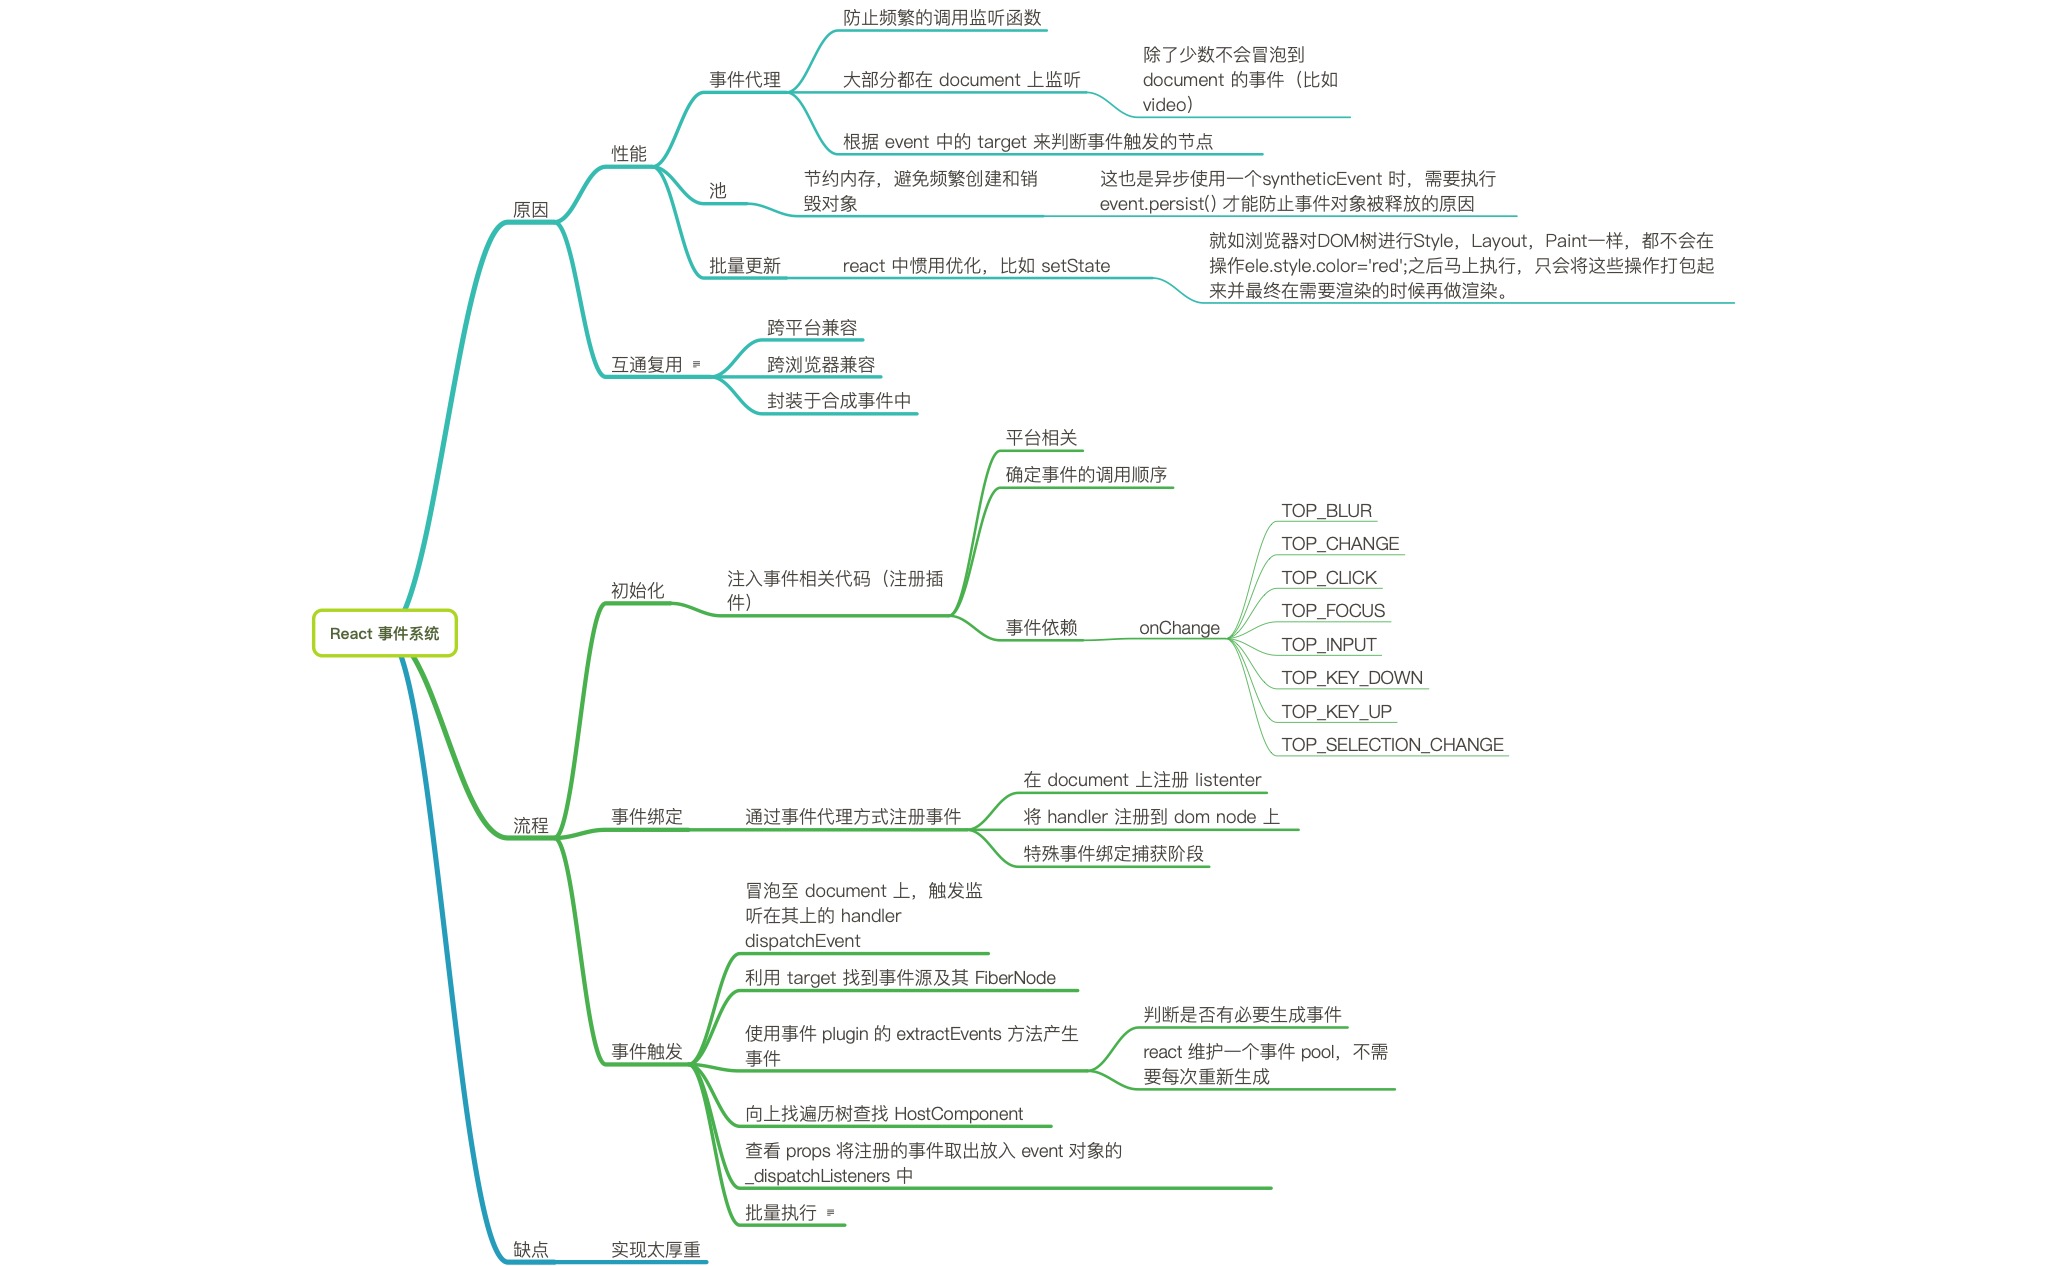 React 事件系统
原因
性能
事件代理
防止频繁的调用监听函数
大部分都在 document 上监听
除了少数不会冒泡到
document 的事件（比如
video）
根据 event 中的 target 来判断事件触发的节点
池
节约内存，避免频繁创建和销
毁对象
这也是异步使用一个syntheticEvent 时，需要执行
event.persist() 才能防止事件对象被释放的原因
批量更新
react 中惯用优化，比如 setState
就如浏览器对DOM树进行Style，Layout，Paint一样，都不会在
操作ele.style.color='red';之后马上执行，只会将这些操作打包起
来并最终在需要渲染的时候再做渲染。
互通复用
跨平台兼容
跨浏览器兼容
封装于合成事件中
流程
初始化
注入事件相关代码（注册插
件）
平台相关
确定事件的调用顺序
事件依赖
onChange
TOP_BLUR
TOP_CHANGE
TOP_CLICK
TOP_FOCUS
TOP_INPUT
TOP_KEY_DOWN
TOP_KEY_UP
TOP_SELECTION_CHANGE
事件绑定
通过事件代理方式注册事件
在 document 上注册 listenter
将 handler 注册到 dom node 上
特殊事件绑定捕获阶段
事件触发
冒泡至 document 上，触发监
听在其上的 handler
dispatchEvent
利用 target 找到事件源及其 FiberNode
使用事件 plugin 的 extractEvents 方法产生
事件
判断是否有必要生成事件
react 维护一个事件 pool，不需
要每次重新生成
向上找遍历树查找 HostComponent
查看 props 将注册的事件取出放入 event 对象的
_dispatchListeners 中
批量执行
缺点
实现太厚重